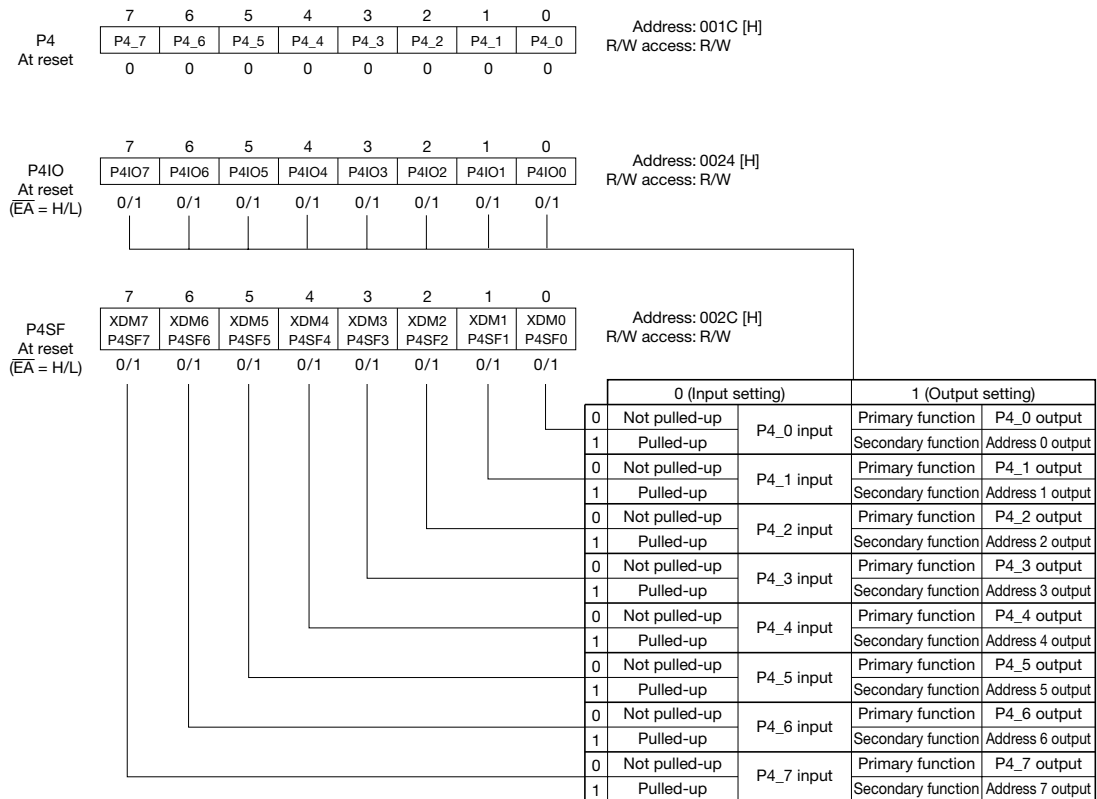 7 6 5 4 3 2 1 0
P4 P4_7 P4_6 P4_5 P4_4 P4_3 P4_2 P4_1 P4_0
At reset 0 0 0 0 0 0 0 0
Address: 001C [H]
R/W access: R/W
7 6 5 4 3 2 1 0
P4IO P4IO7 P4IO6 P4IO5 P4IO4 P4IO3 P4IO2 P4IO1 P4IO0
At reset
(EA = H/L) 0/1 0/1 0/1 0/1 0/1 0/1 0/1 0/1
Address: 0024 [H]
R/W access: R/W
7 6 5 4 3 2 1 0
XDM7 XDM6 XDM5 XDM4 XDM3 XDM2 XDM1 XDM0
P4SF P4SF7 P4SF6 P4SF5 P4SF4 P4SF3 P4SF2 P4SF1 P4SF0
At reset
(EA = H/L) 0/1 0/1 0/1 0/1 0/1 0/1 0/1 0/1
Address: 002C [H]
R/W access: R/W
0 (Input setting) 1 (Output setting)
0 Not pulled-up P4_0 input Primary function P4_0 output
1 Pulled-up Secondary function Address 0 output
0 Not pulled-up P4_1 input Primary function P4_1 output
1 Pulled-up Secondary function Address 1 output
0 Not pulled-up P4_2 input Primary function P4_2 output
1 Pulled-up Secondary function Address 2 output
0 Not pulled-up P4_3 input Primary function P4_3 output
1 Pulled-up Secondary function Address 3 output
0 Not pulled-up P4_4 input Primary function P4_4 output
1 Pulled-up Secondary function Address 4 output
0 Not pulled-up P4_5 input Primary function P4_5 output
1 Pulled-up Secondary function Address 5 output
0 Not pulled-up P4_6 input Primary function P4_6 output
1 Pulled-up Secondary function Address 6 output
0 Not pulled-up P4_7 input Primary function P4_7 output
1 Pulled-up Secondary function Address 7 output